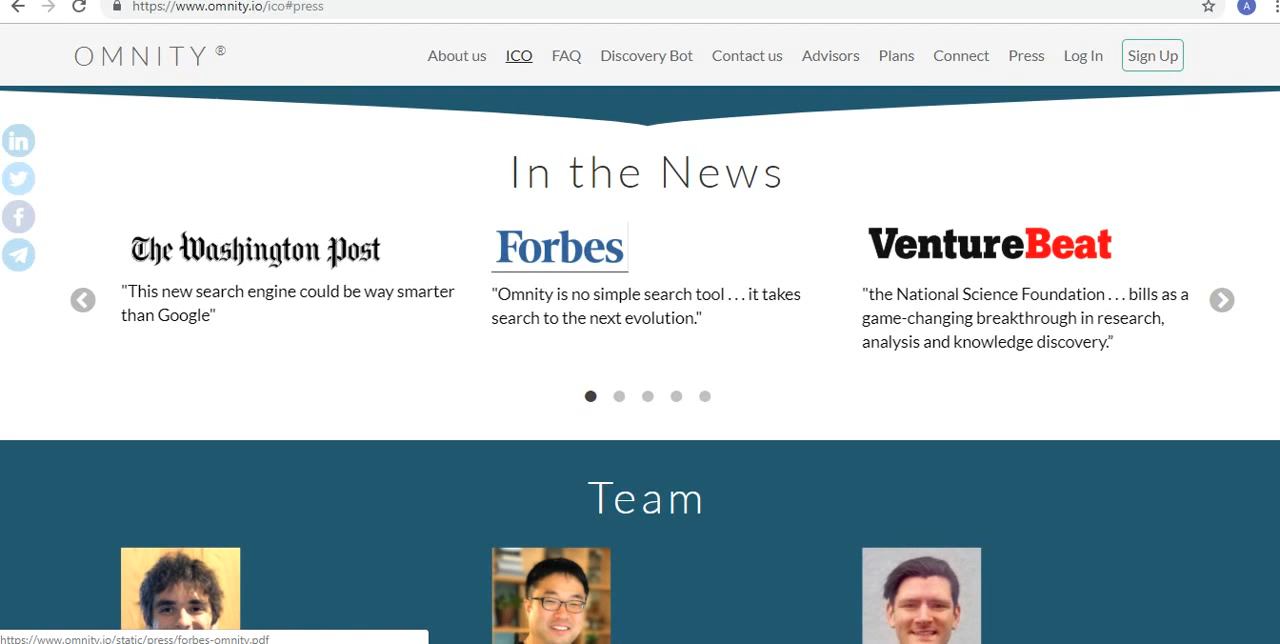 https://www.omnity.io/ico#press
A
OMNITY ®
About us ICO FAQ Discovery Bot Contact us Advisors Plans Connect Press Log In Sign Up
in
f
In the News
The Washington Post
"This new search engine could be way smarter
than Google"
Forbes
"Omnity is no simple search tool . . . it takes
search to the next evolution."
VentureBeat
"the National Science Foundation . . . bills as a
game-changing breakthrough in research,
analysis and knowledge discovery."
Team
https://www.omnity.io/static/press/forbes-omnity.pdf